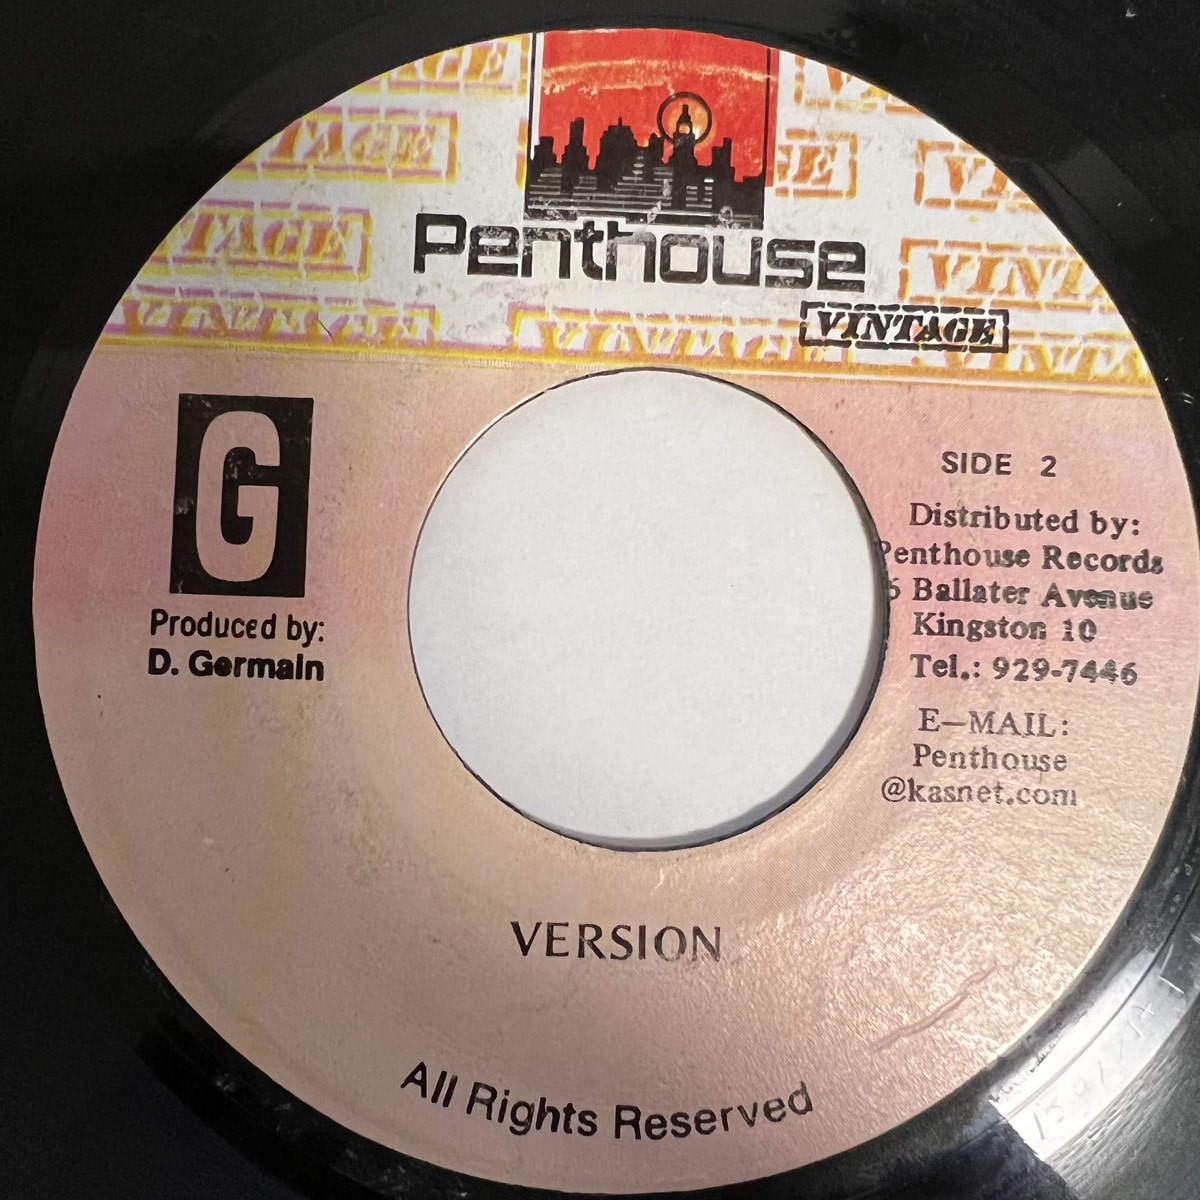 Penthouse
VINTAGE
G
Produced by:
D. Germain
SIDE 2
Distributed by:
Penthouse Records
6 Ballater Avenue
Kingston 10
Tel.: 929-7446
E-MAIL:
Penthouse
@kasnet.com
VERSION
All Rights Reserved